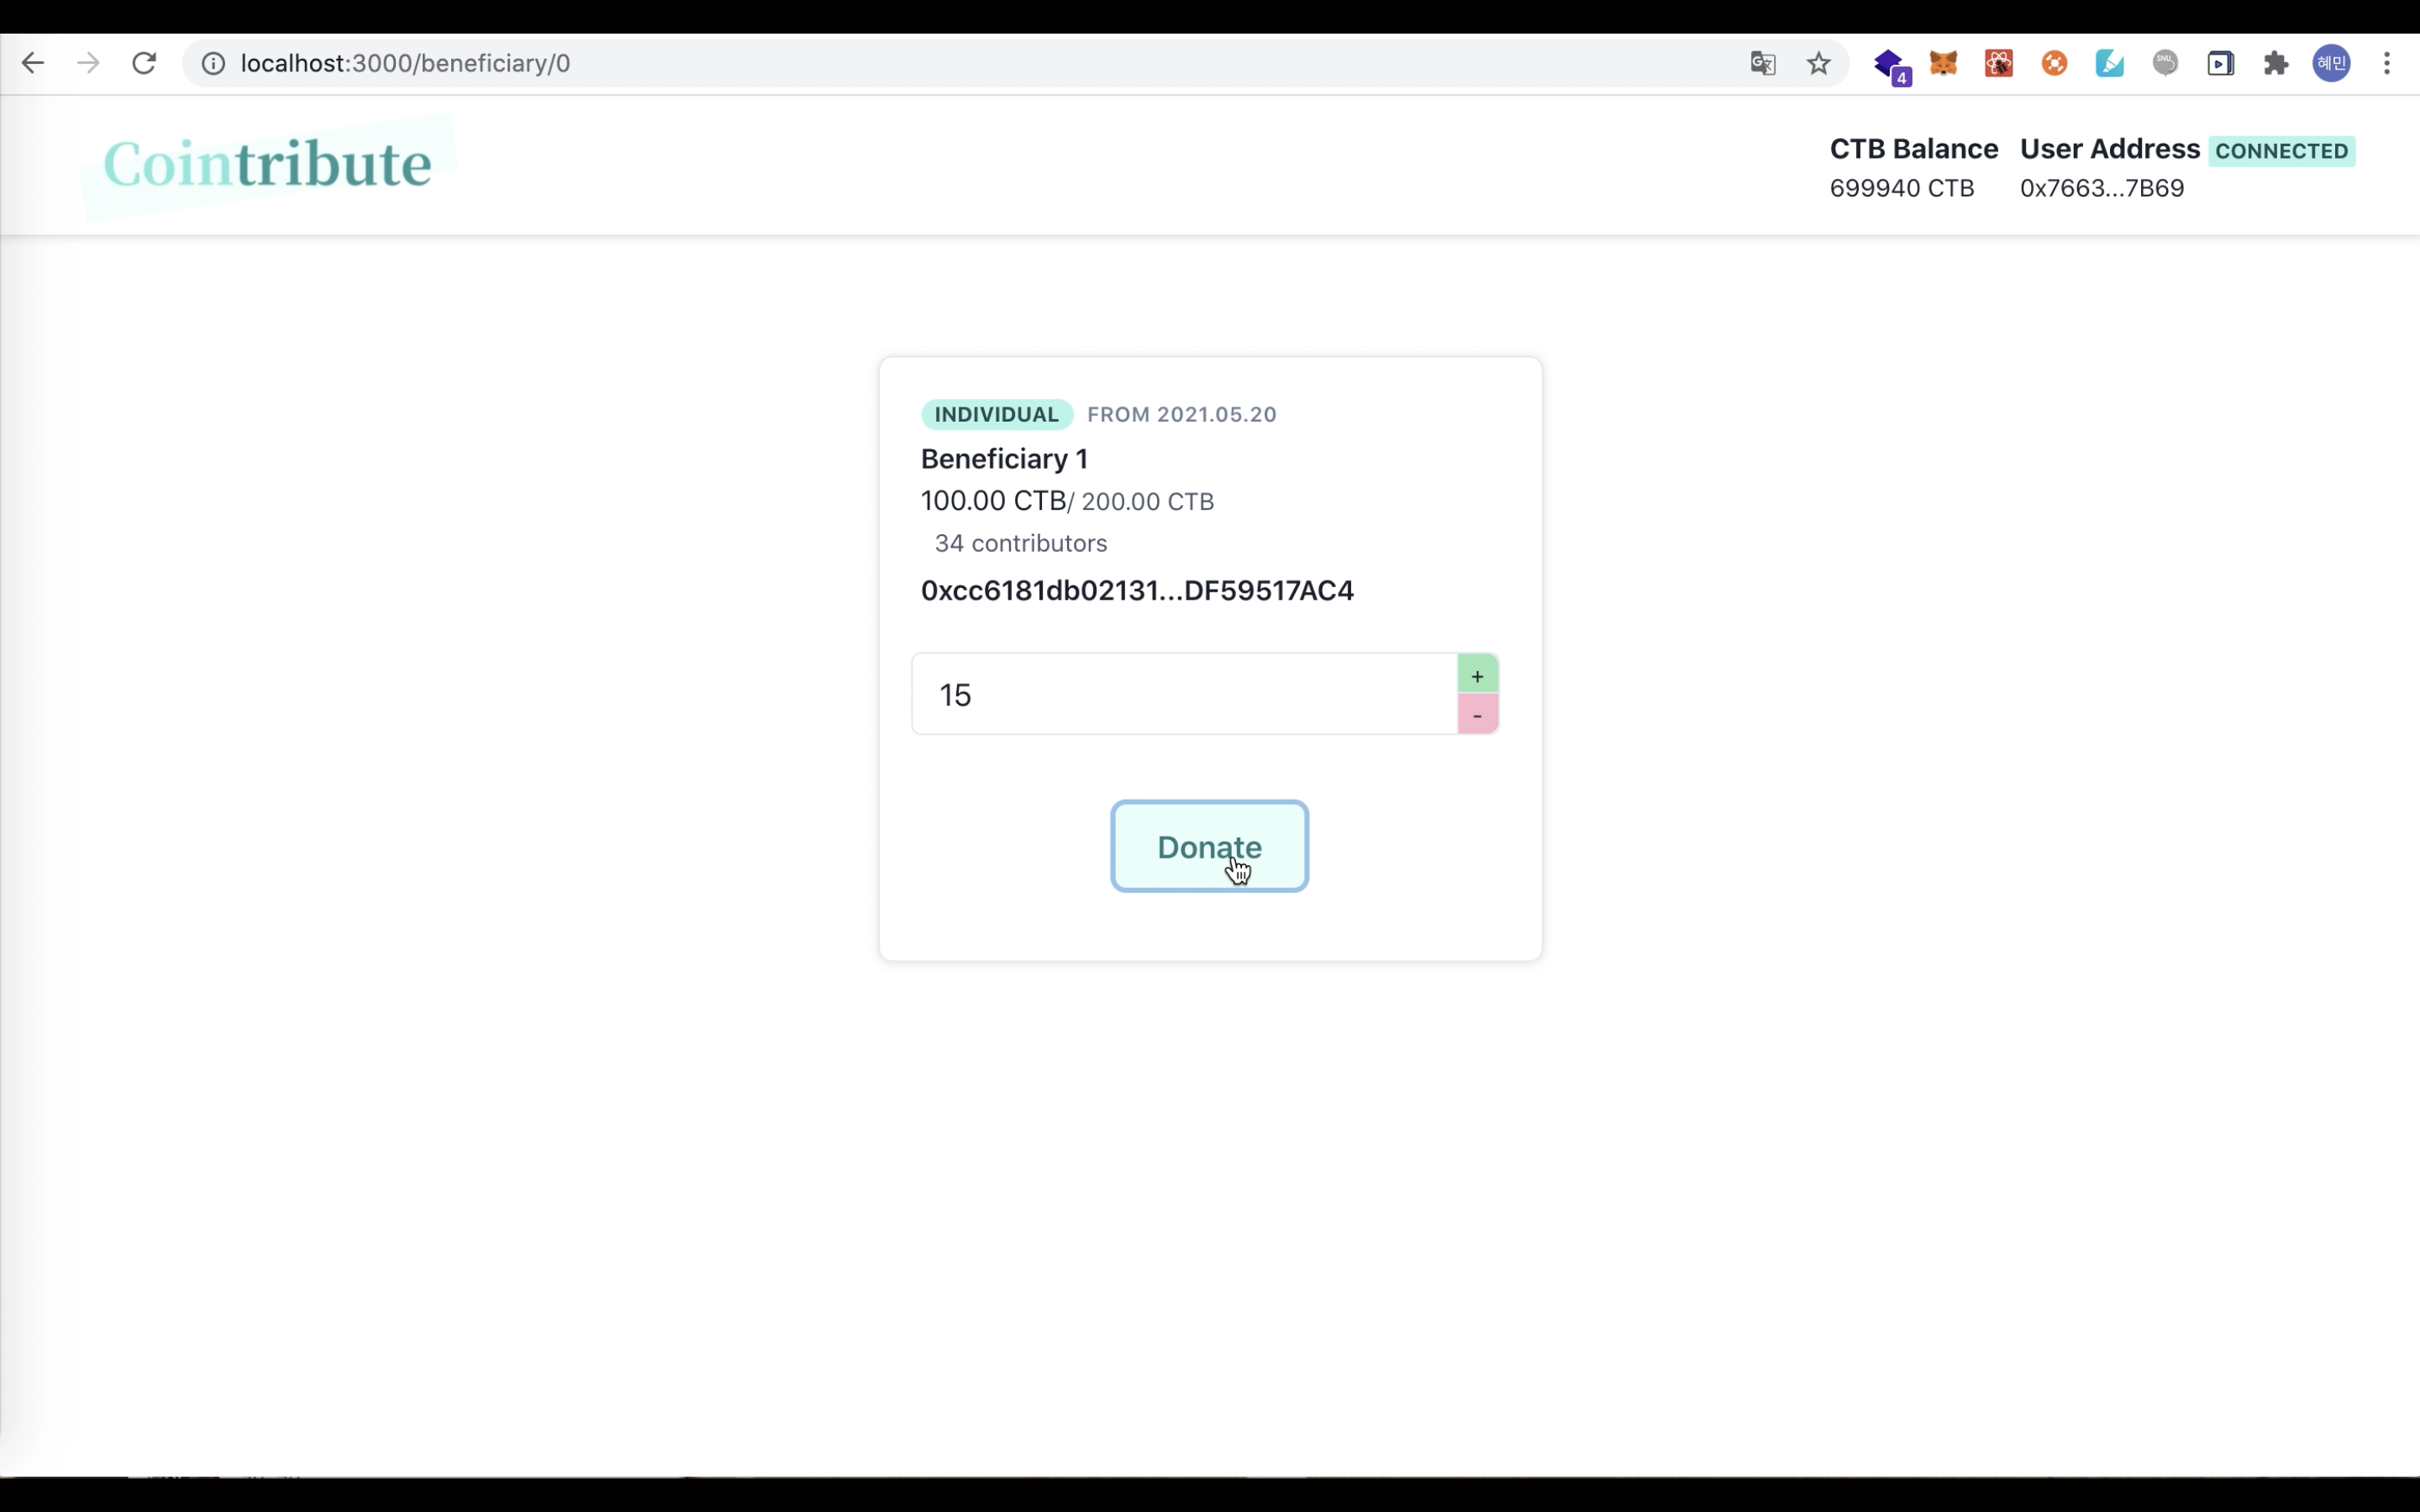 localhost:3000/beneficiary/0
4
SNU
혜민
Cointribute
CTB Balance
699940 CTB
User Address CONNECTED
0x7663...7B69
INDIVIDUAL FROM 2021.05.20
Beneficiary 1
100.00 CTB/ 200.00 CTB
34 contributors
0xcc6181db02131...DF59517AC4
15
+
-
Donate